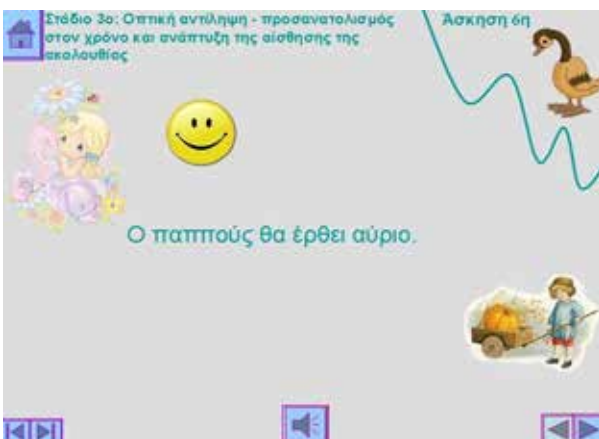 Στάδιο 3ο: Οπτική αντίληψη - προσανατολισμός
στον χρόνο και ανάπτυξη της αίσθησης της
ακολουθίας
Άσκηση 6η
Ο παππούς θα έρθει αύριο.